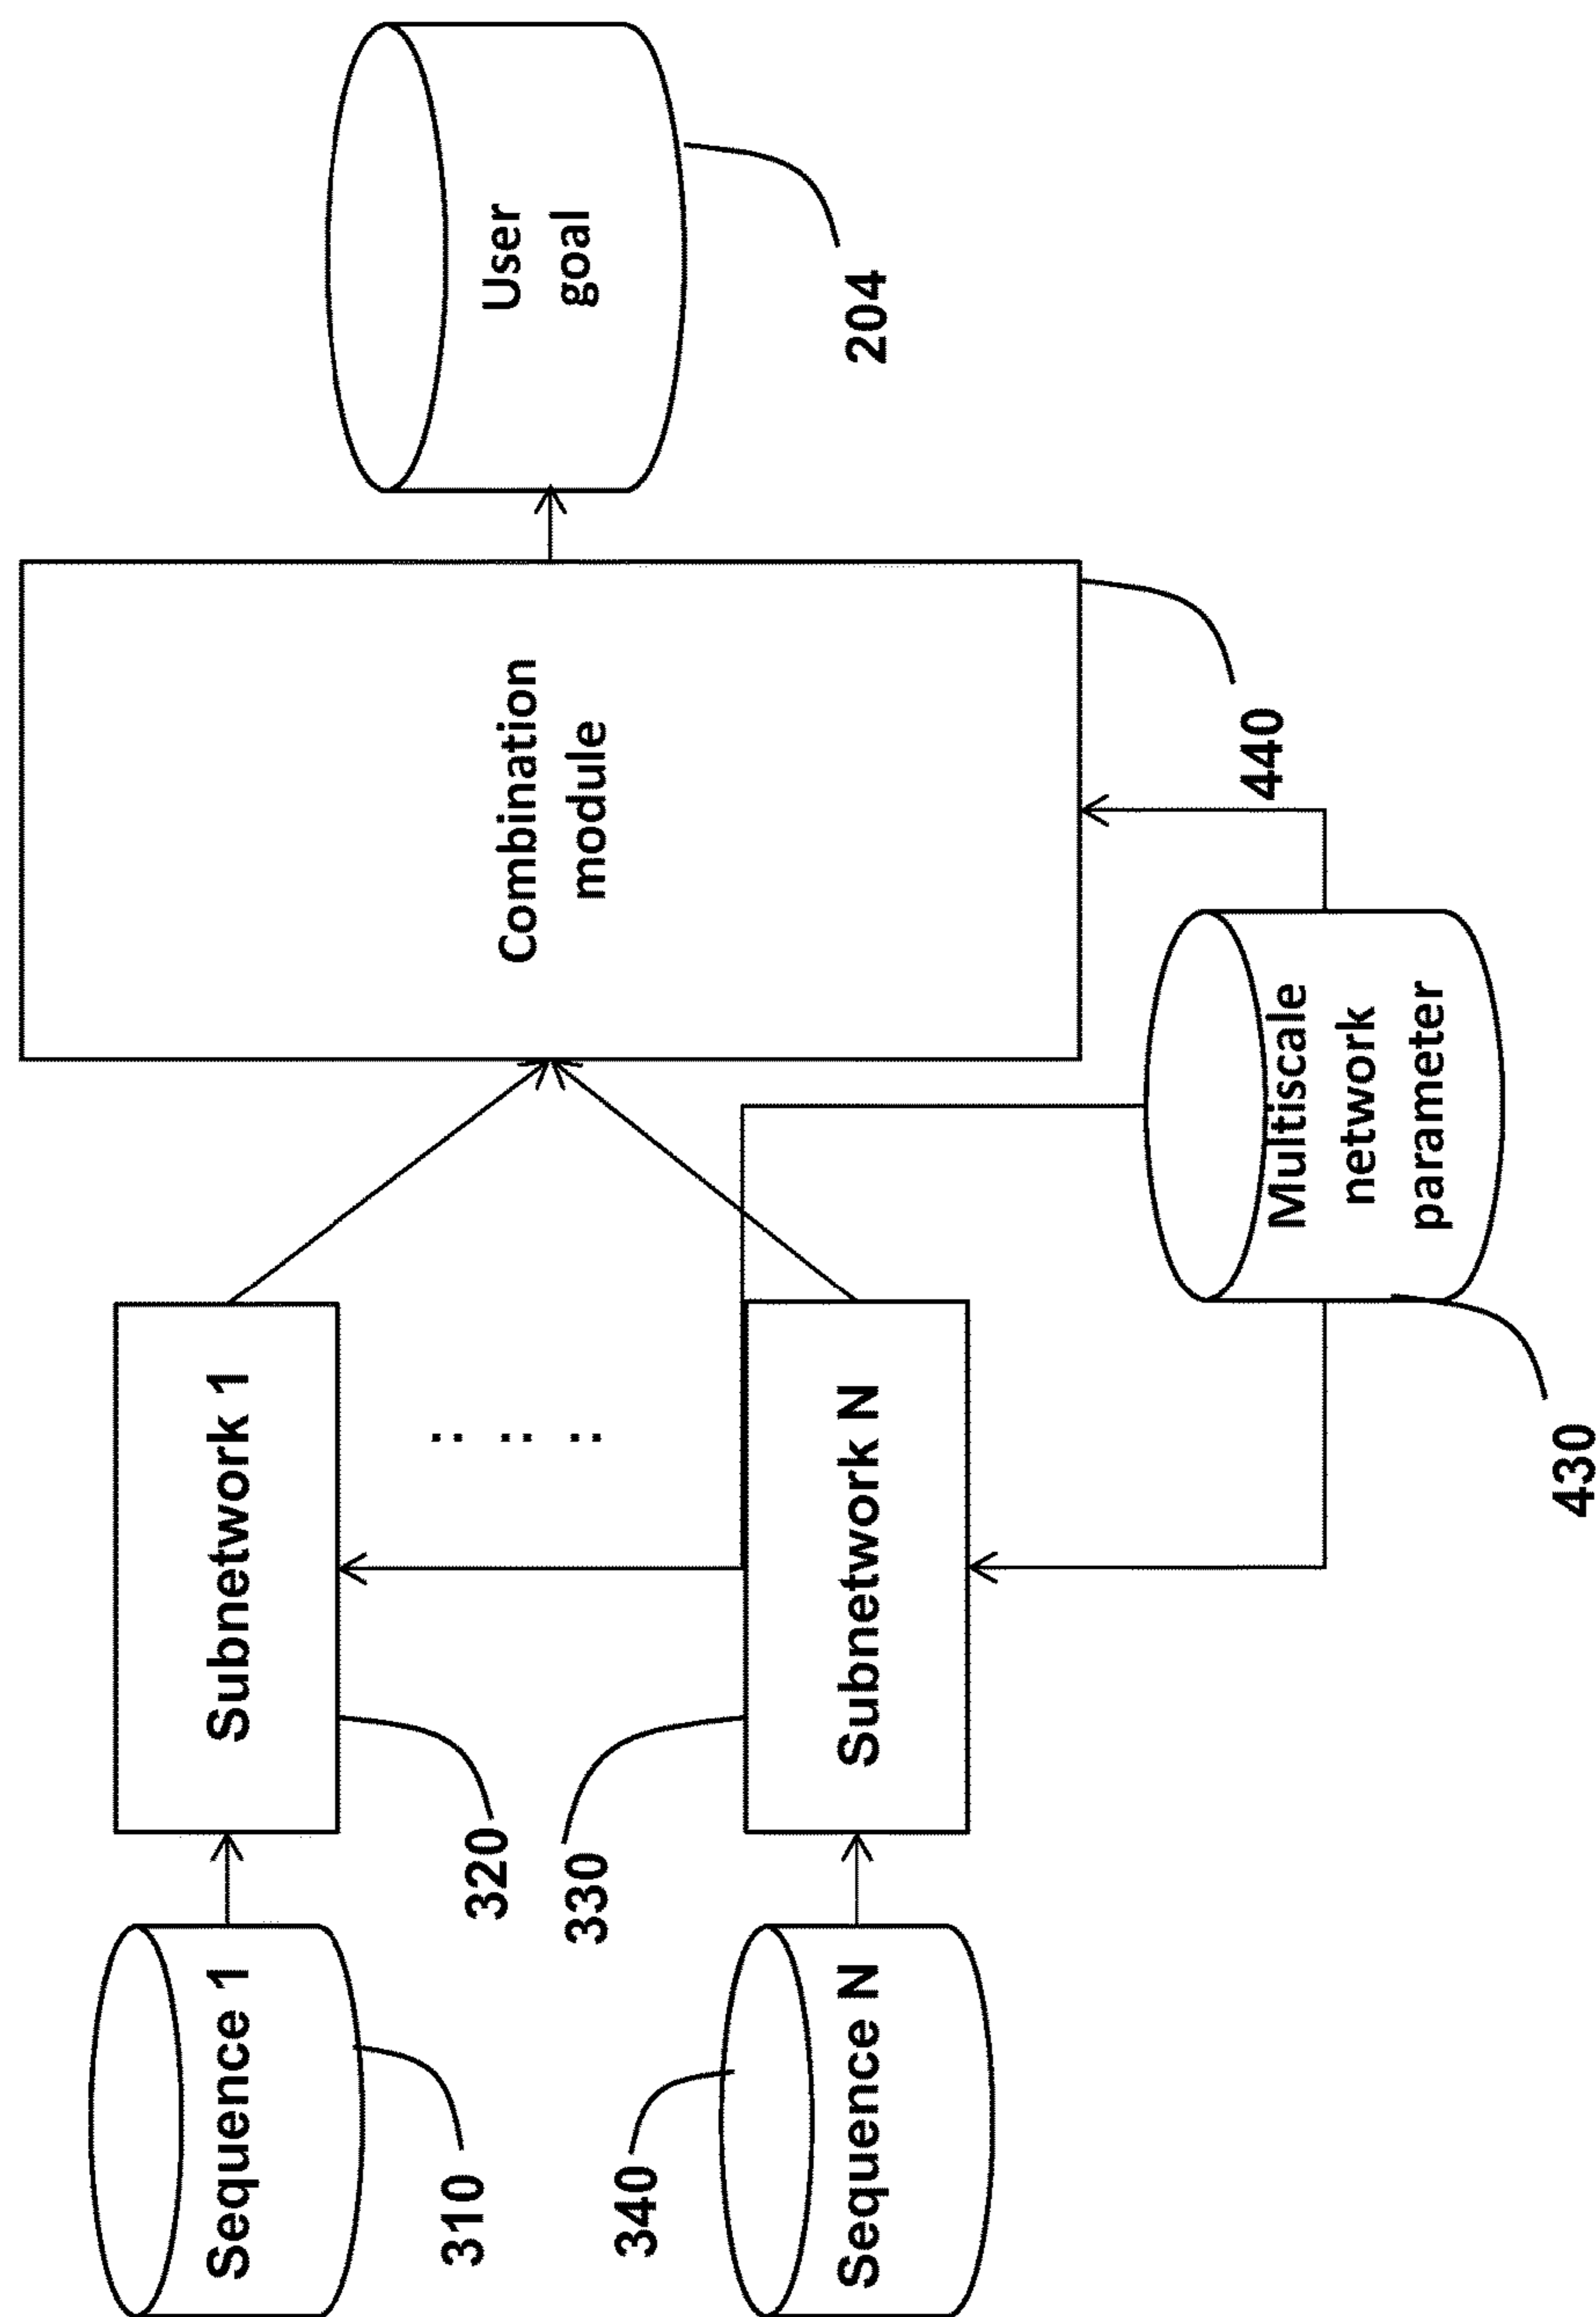 Sequence 1
310
Subnetwork 1
320
Sequence N
340
Subnetwork N
330
Combination
module
440
User
goal
204
Multiscale
network
parameter
430